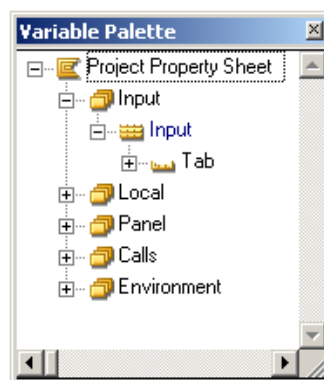 Variable Palette
Project Property Sheet
Input
Input
Tab
Local
Panel
Calls
Environment